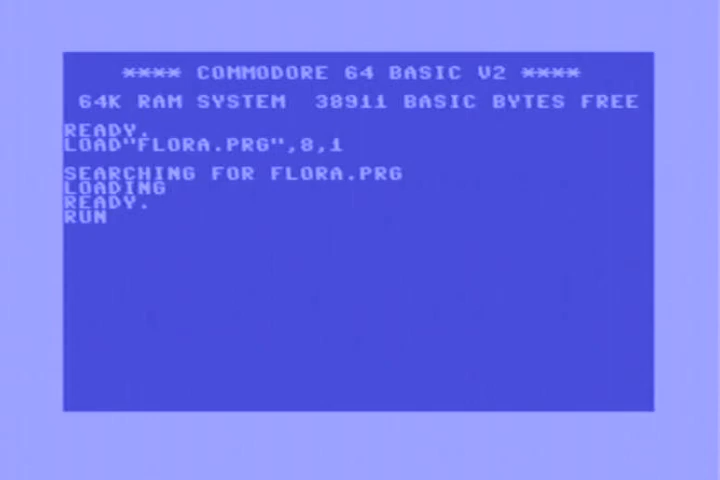 **** COMMODORE 64 BASIC V2 ****
64K RAM SYSTEM  38911 BASIC BYTES FREE
READY.
LOAD"FLORA.PRG",8,1
SEARCHING FOR FLORA.PRG
LOADING
READY.
RUN